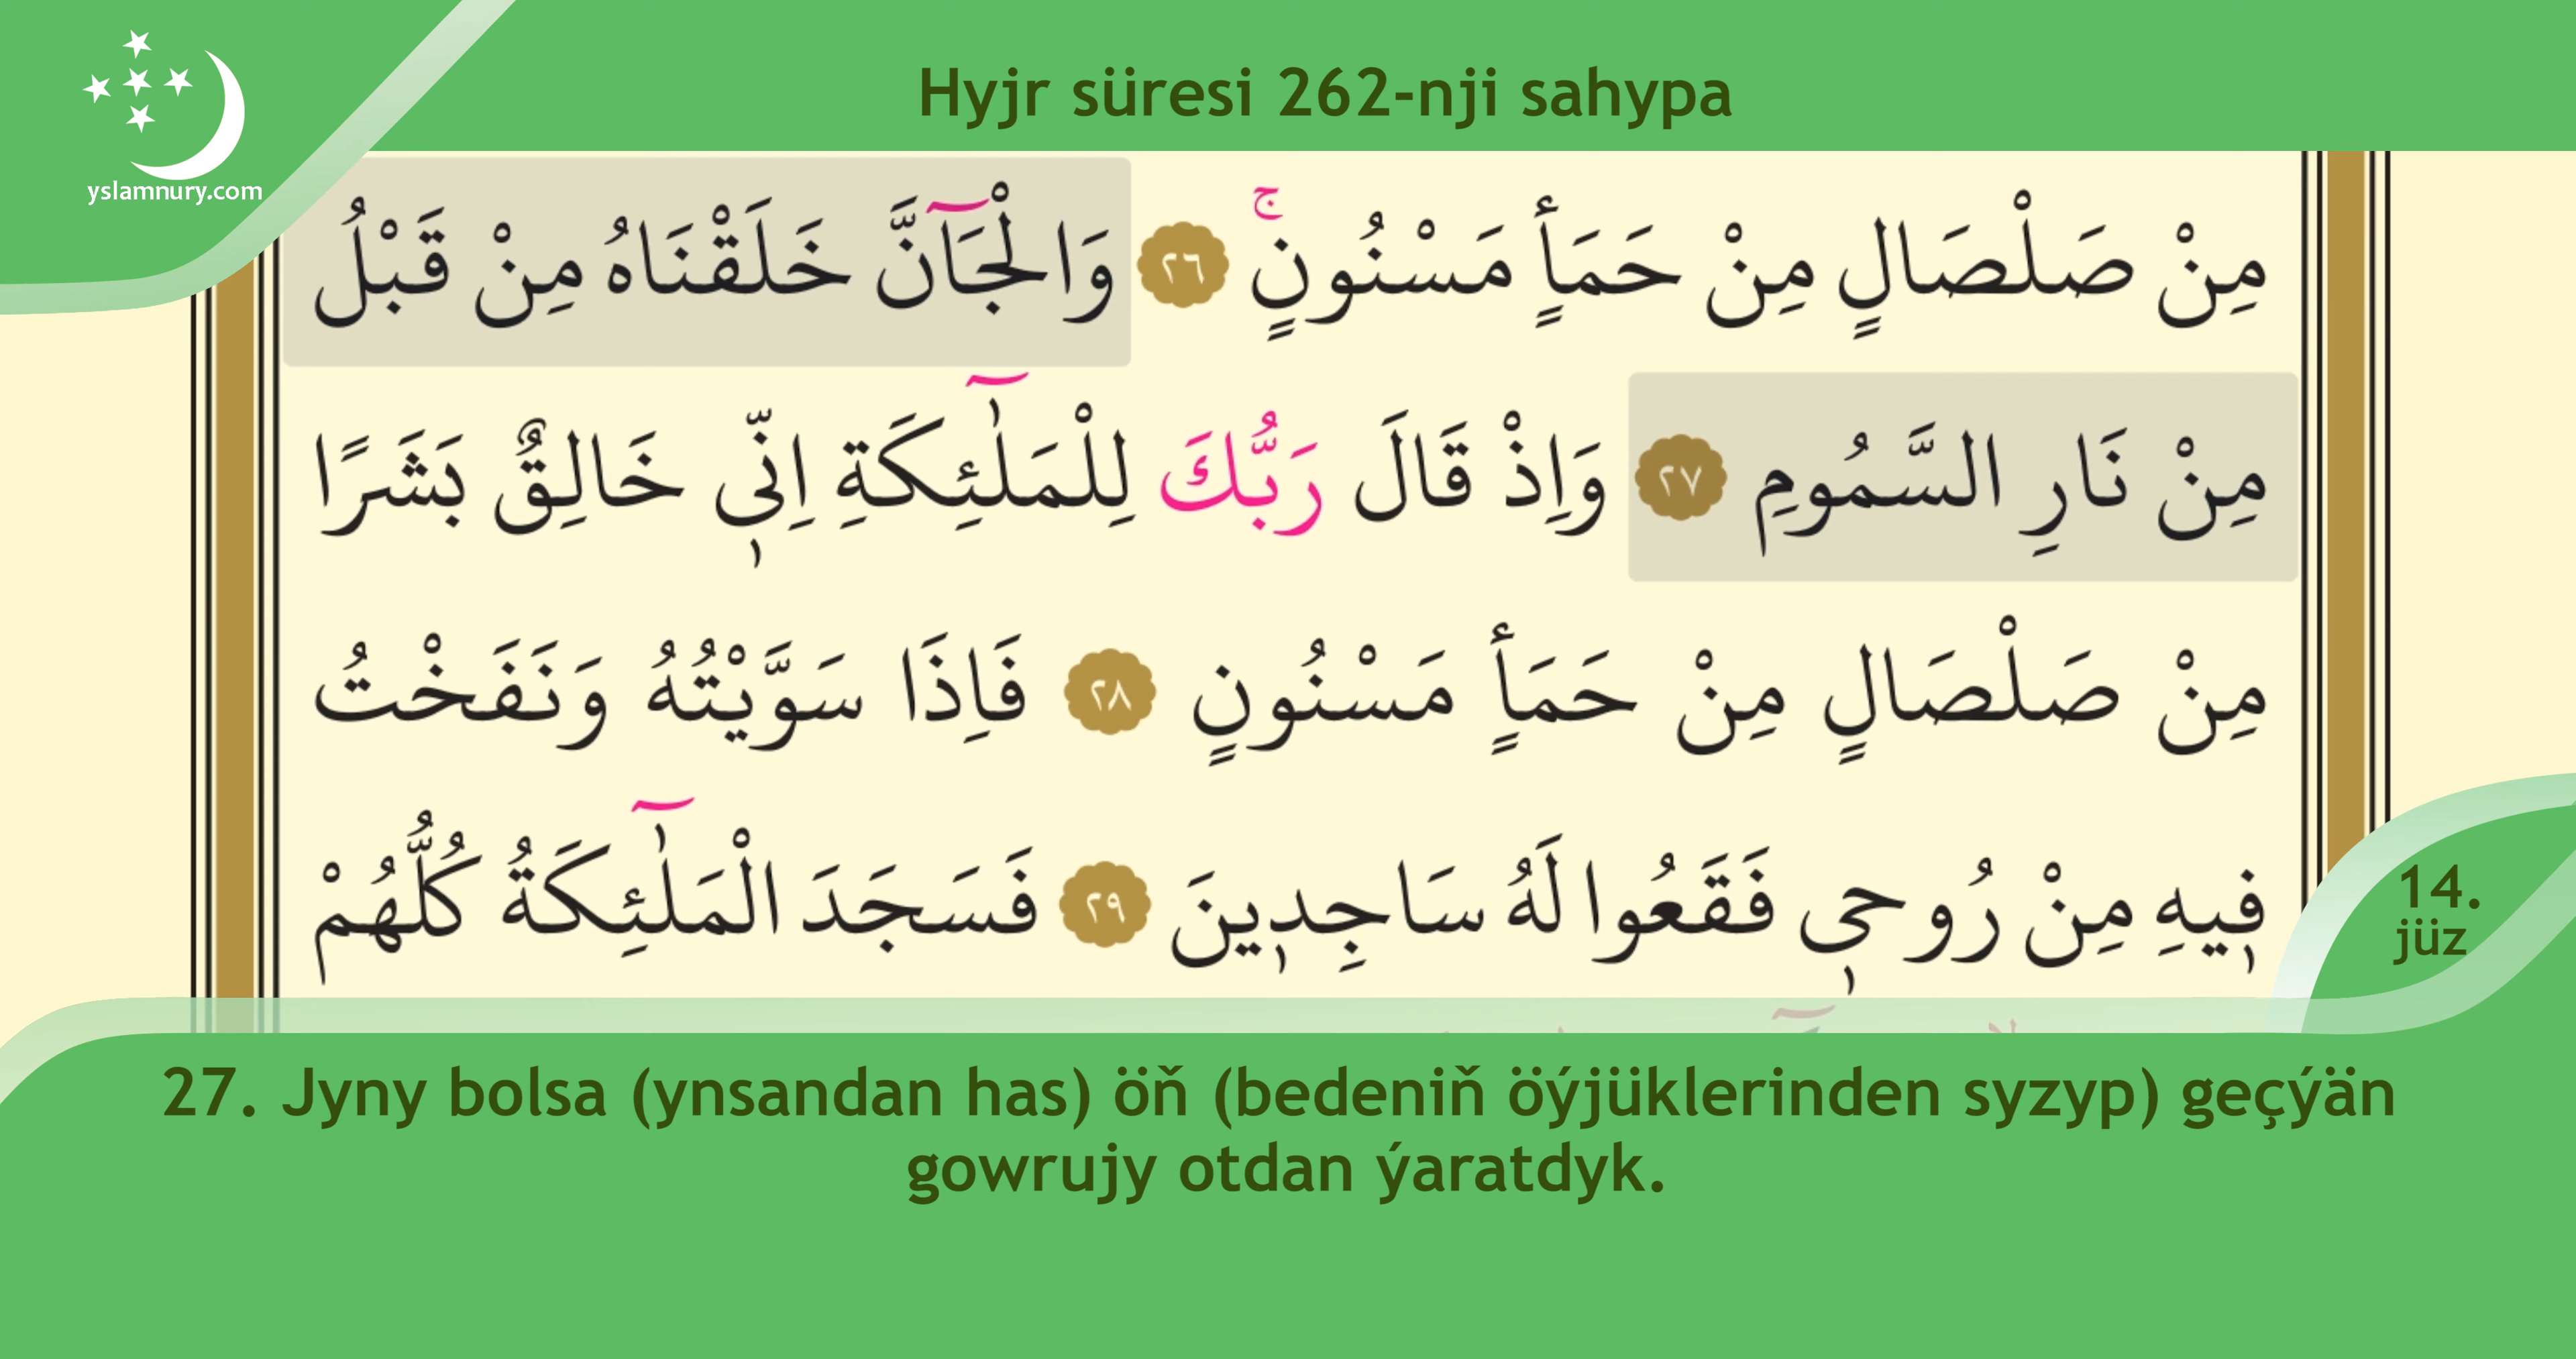 yslamnury.com
Hyjr süresi 262-nji sahypa
مِنْ صَلْصَالٍ مِنْ حَمَأٍ مَسْنُونٍۚ ﴿٢٦﴾ وَالْجَٓانَّ خَلَقْنَاهُ مِنْ قَبْلُ
مِنْ نَارِ السَّمُومِ ﴿٢٧﴾ وَاِذْ قَالَ رَبُّكَ لِلْمَلٰٓئِكَةِ اِنّٖى خَالِقٌ بَشَرًا
مِنْ صَلْصَالٍ مِنْ حَمَأٍ مَسْنُونٍ ﴿٢٨﴾ فَاِذَا سَوَّيْتُهُ وَنَفَخْتُ
فٖيهِ مِنْ رُوحٖى فَقَعُوا لَهُ سَاجِدٖينَ ﴿٢٩﴾ فَسَجَدَ الْمَلٰٓئِكَةُ كُلُّهُمْ
14.
jüz
27. Jyny bolsa (ynsandan has) öň (bedeniň öýjüklerinden syzyp) geçýän
gowrujy otdan ýaratdyk.